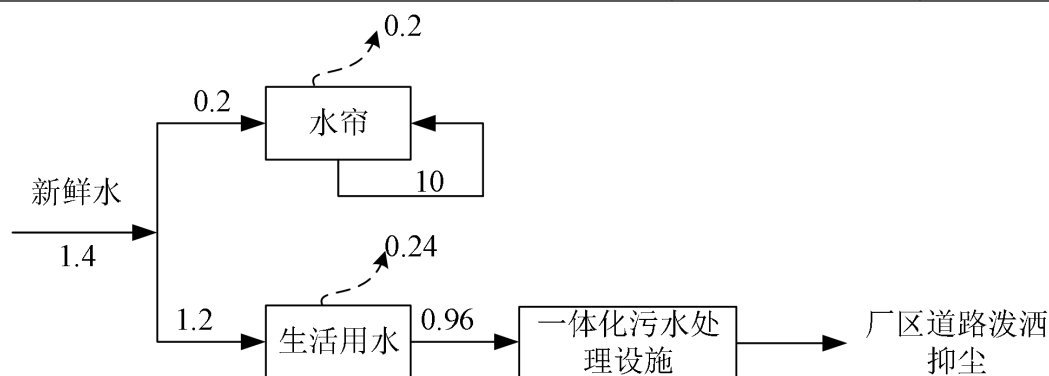 0.2
0.2
水帘
10
新鲜水
1.4
0.24
1.2
生活用水
0.96
一体化污水处
理设施
厂区道路泼洒
抑尘